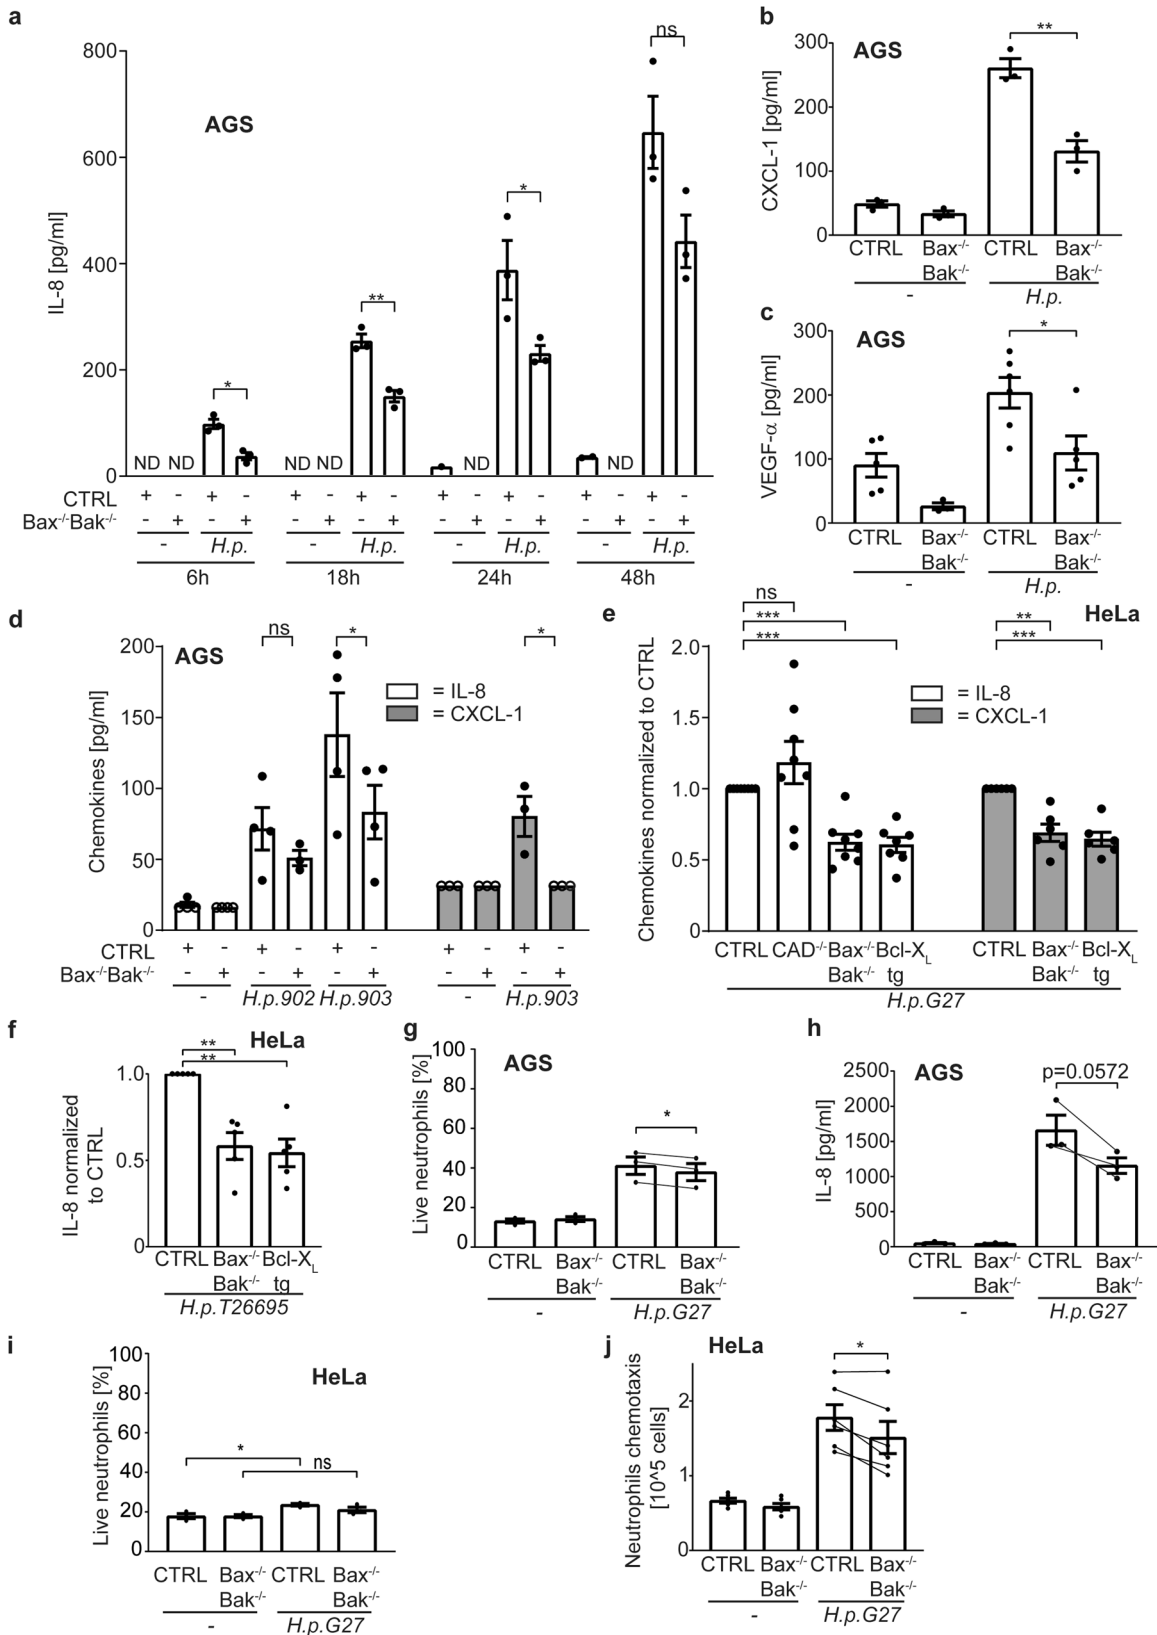 a
AGS
IL-8 [pg/ml]
800
600
400
200
0
ND ND
*
ND ND
**
ND
*
ND
ns
CTRL + - + - + - + - + - + - + - + -
Bax-/-Bak-/- - + - + - + - + - + - + - + - +
- H.p. - H.p. - H.p. - H.p.
6h 18h 24h 48h
b
AGS
CXCL-1 [pg/ml]
300
200
100
0
**
CTRL Bax-/- CTRL Bax-/-
Bak-/- Bak-/-
- H.p.
c
AGS
VEGF-α [pg/ml]
300
200
100
0
*
CTRL Bax-/- CTRL Bax-/-
Bak-/- Bak-/-
- H.p.
d
AGS
Chemokines [pg/ml]
200
150
100
50
0
ns * *
= IL-8
= CXCL-1
CTRL + - + - + - + - + -
Bax-/-Bak-/- - + - + - + - + - +
- H.p.902 H.p.903 - H.p.903
e
HeLa
Chemokines normalized to CTRL
2.0
1.5
1.0
0.5
0
ns
***
***
**
***
= IL-8
= CXCL-1
CTRL CAD-/- Bax-/- Bcl-XL CTRL Bax-/- Bcl-XL
Bak-/- tg Bak-/- tg
H.p.G27
f
HeLa
IL-8 normalized
to CTRL
1.0
0.5
0
**
**
CTRL Bax-/- Bcl-XL
Bak-/- tg
H.p.T26695
g
AGS
Live neutrophils [%]
100
80
60
40
20
0
*
CTRL Bax-/- CTRL Bax-/-
Bak-/- Bak-/-
- H.p.G27
h
AGS
IL-8 [pg/ml]
2500
2000
1500
1000
500
0
p=0.0572
CTRL Bax-/- CTRL Bax-/-
Bak-/- Bak-/-
- H.p.G27
i
HeLa
Live neutrophils [%]
100
80
60
40
20
0
*
ns
CTRL Bax-/- CTRL Bax-/-
Bak-/- Bak-/-
- H.p.G27
j
HeLa
Neutrophils chemotaxis
[10^5 cells]
2
1
0
*
CTRL Bax-/- CTRL Bax-/-
Bak-/- Bak-/-
- H.p.G27